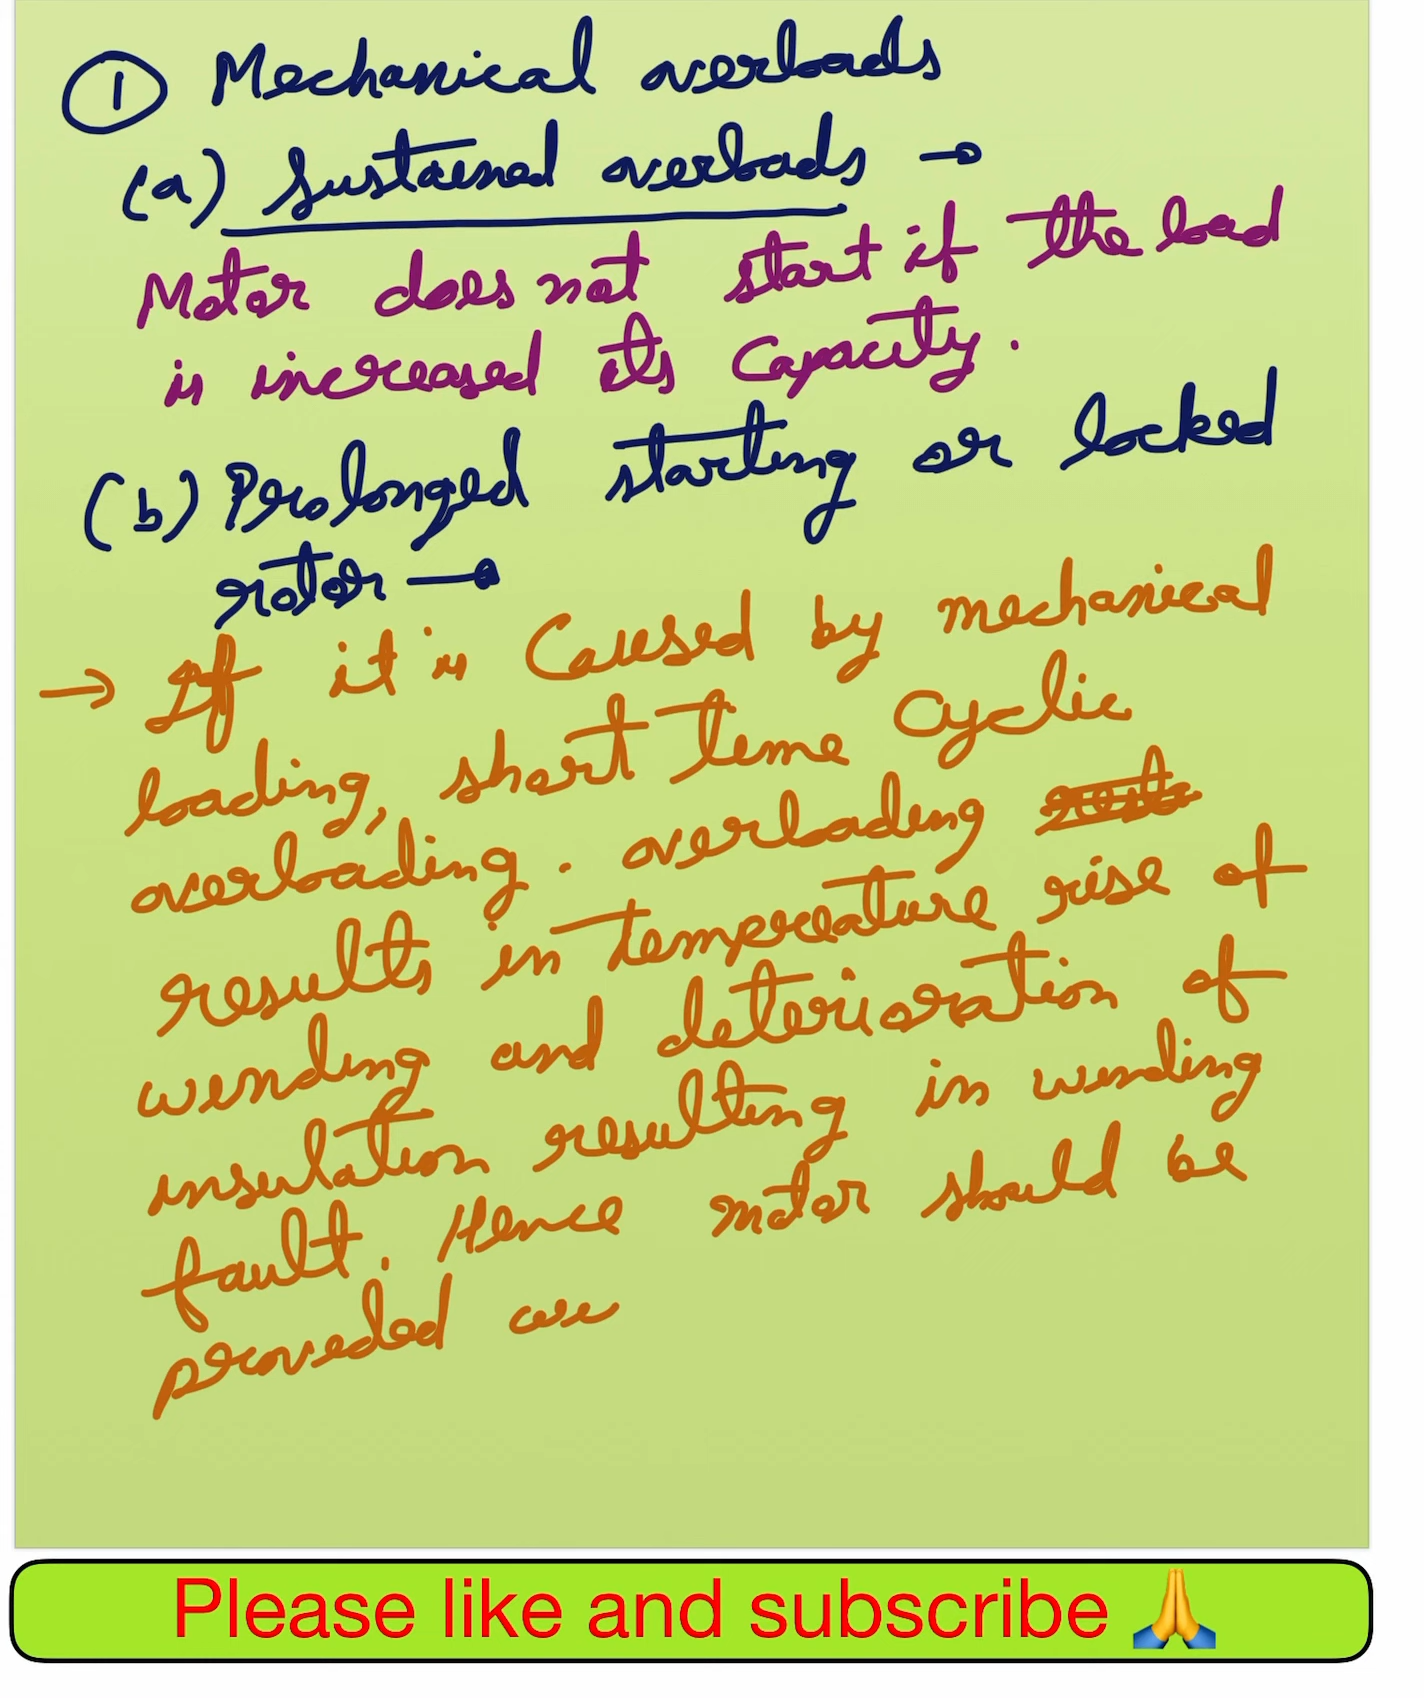 ① Mechanical overloads
(a) Sustained overloads →
Motor does not start if the load
is increased its capacity.
(b) Prolonged starting or locked
rotor →
→ If it is caused by mechanical
loading, short time cyclic
overloading. overloading
results in temperature rise of
winding and deterioration of
insulation resulting in winding
fault. Hence motor should be
provided
Please like and subscribe 🙏